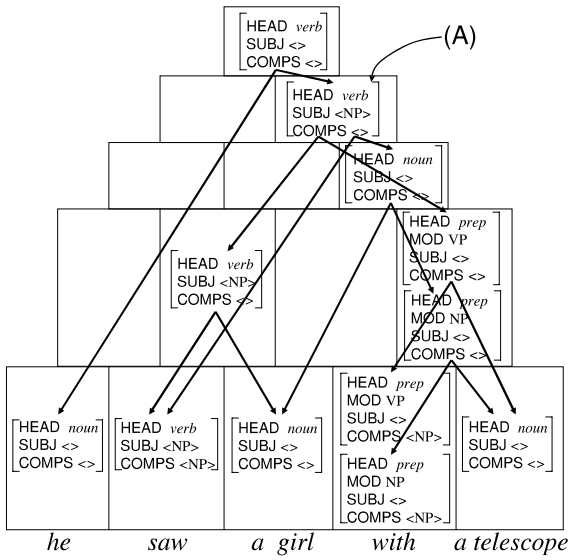 HEAD verb
SUBJ <>
COMPS <>
(A)
HEAD verb
SUBJ <NP>
COMPS <>
HEAD noun
SUBJ <>
COMPS <>
HEAD prep
MOD VP
SUBJ <>
COMPS <>
HEAD verb
SUBJ <NP>
COMPS <>
HEAD prep
MOD NP
SUBJ <>
COMPS <>
HEAD noun
SUBJ <>
COMPS <>
HEAD verb
SUBJ <NP>
COMPS <NP>
HEAD noun
SUBJ <>
COMPS <>
HEAD prep
MOD VP
SUBJ <>
COMPS <NP>
HEAD prep
MOD NP
SUBJ <>
COMPS <NP>
HEAD noun
SUBJ <>
COMPS <>
he saw a girl with a telescope